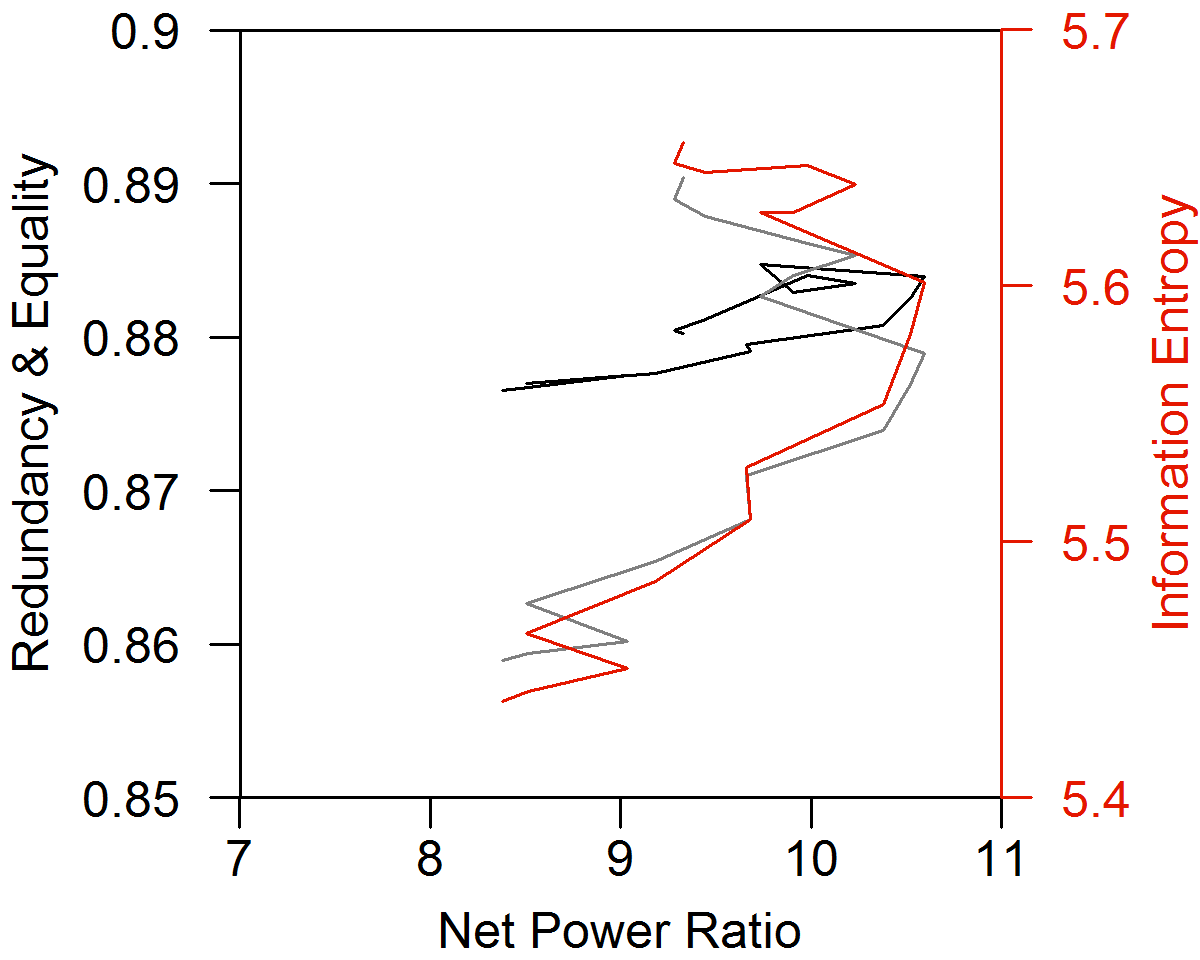 0.9
0.89
0.88
0.87
0.86
0.85
Redundancy & Equality
5.7
5.6
5.5
5.4
Information Entropy
7 8 9 10 11
Net Power Ratio